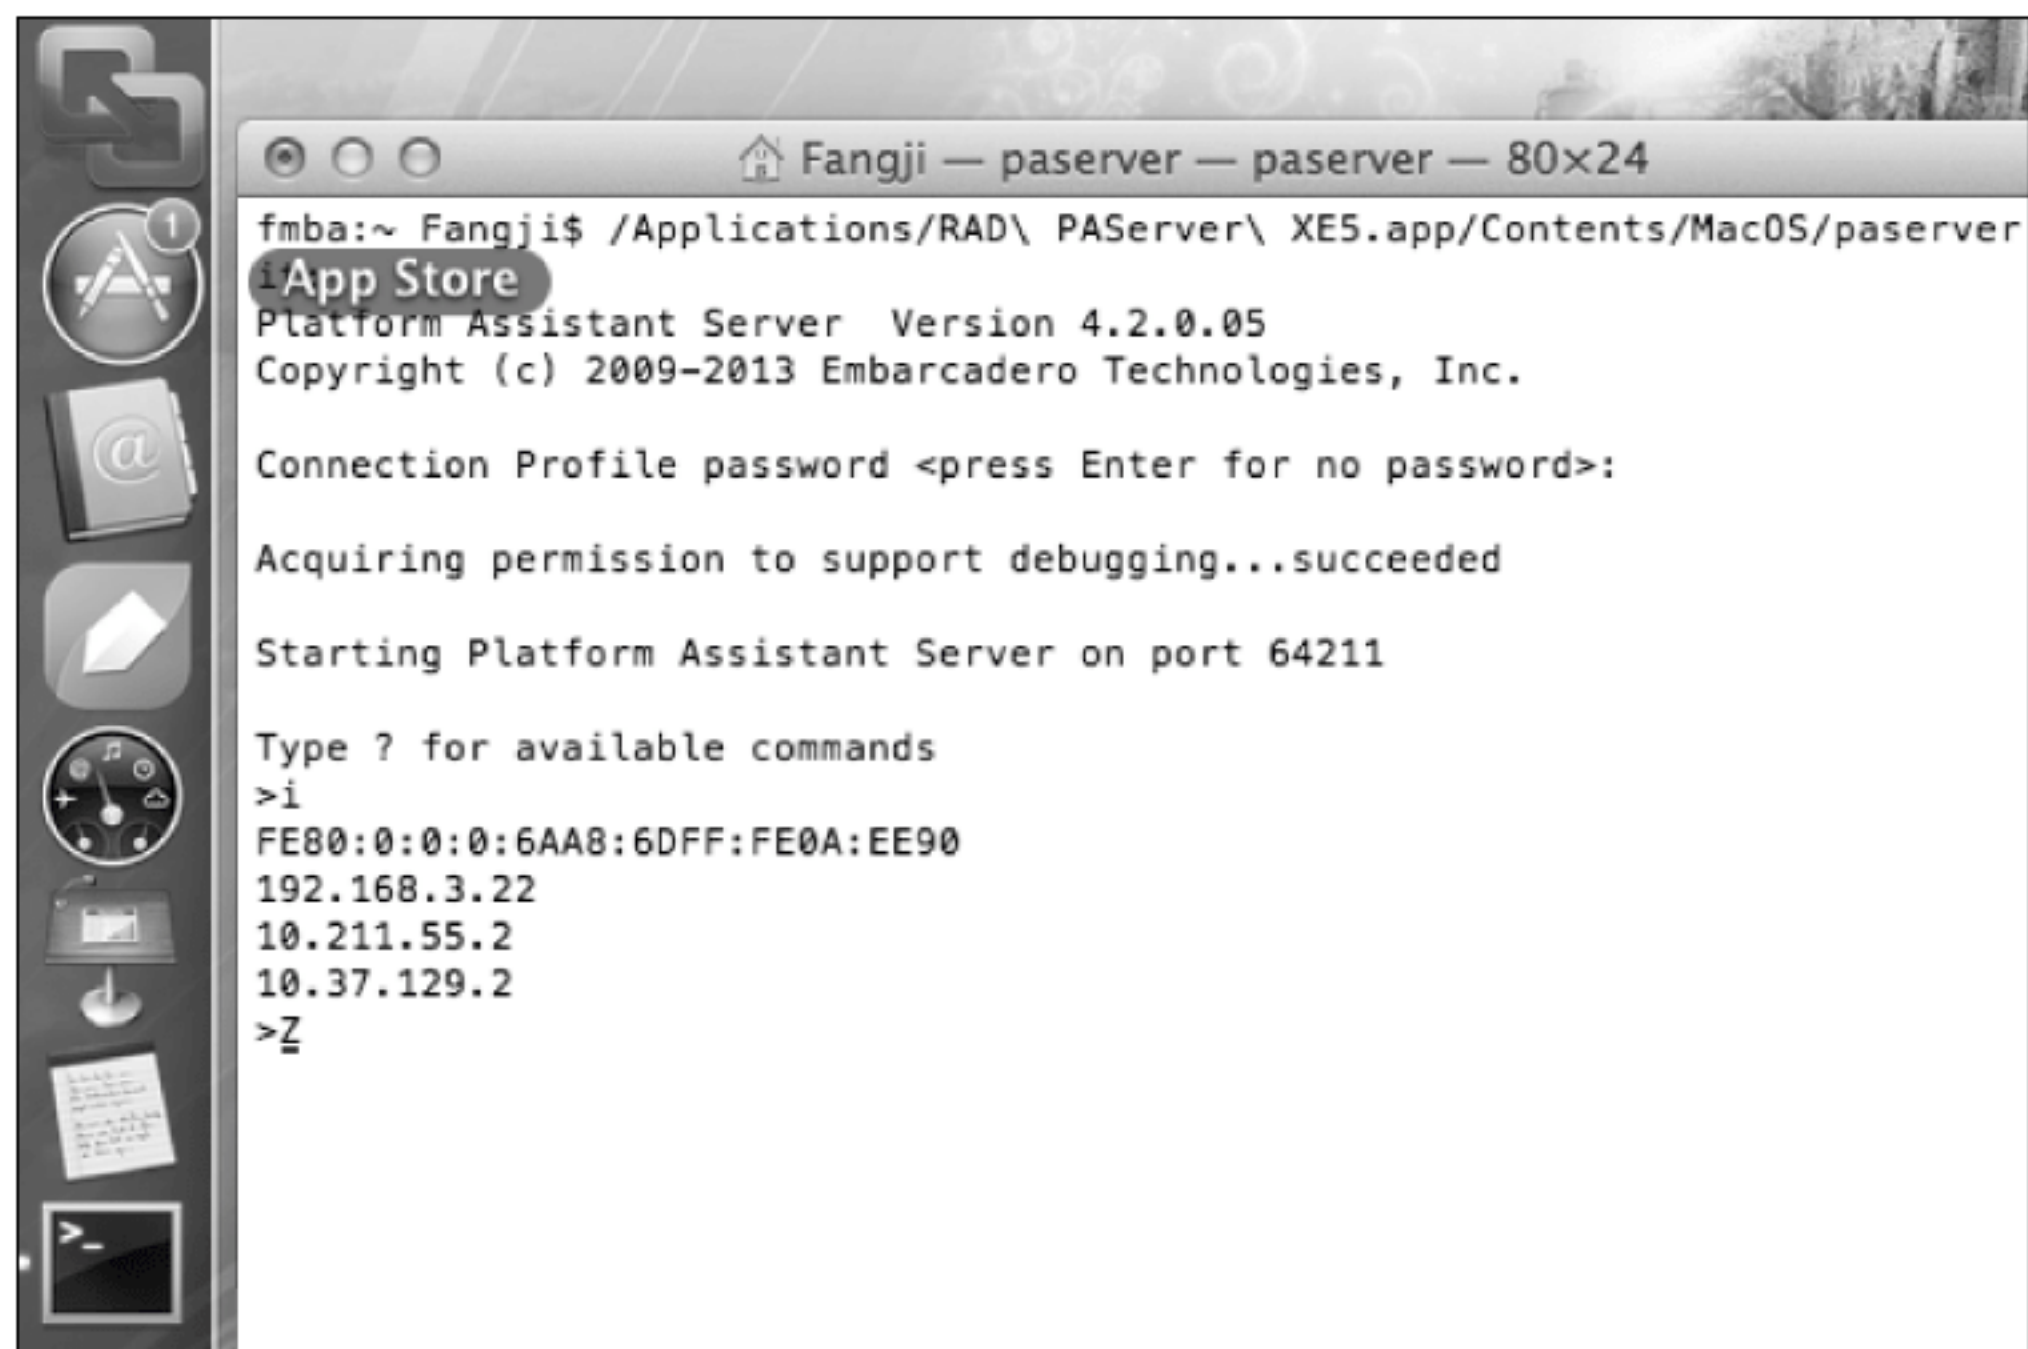 Fangji — paserver — paserver — 80×24
1
fmba:~ Fangji$ /Applications/RAD\ PAServer\ XE5.app/Contents/MacOS/paserver
App Store
Platform Assistant Server  Version 4.2.0.05
Copyright (c) 2009-2013 Embarcadero Technologies, Inc.
Connection Profile password <press Enter for no password>:
Acquiring permission to support debugging...succeeded
Starting Platform Assistant Server on port 64211
Type ? for available commands
>i
FE80:0:0:0:6AA8:6DFF:FE0A:EE90
192.168.3.22
10.211.55.2
10.37.129.2
>Z
@
>_